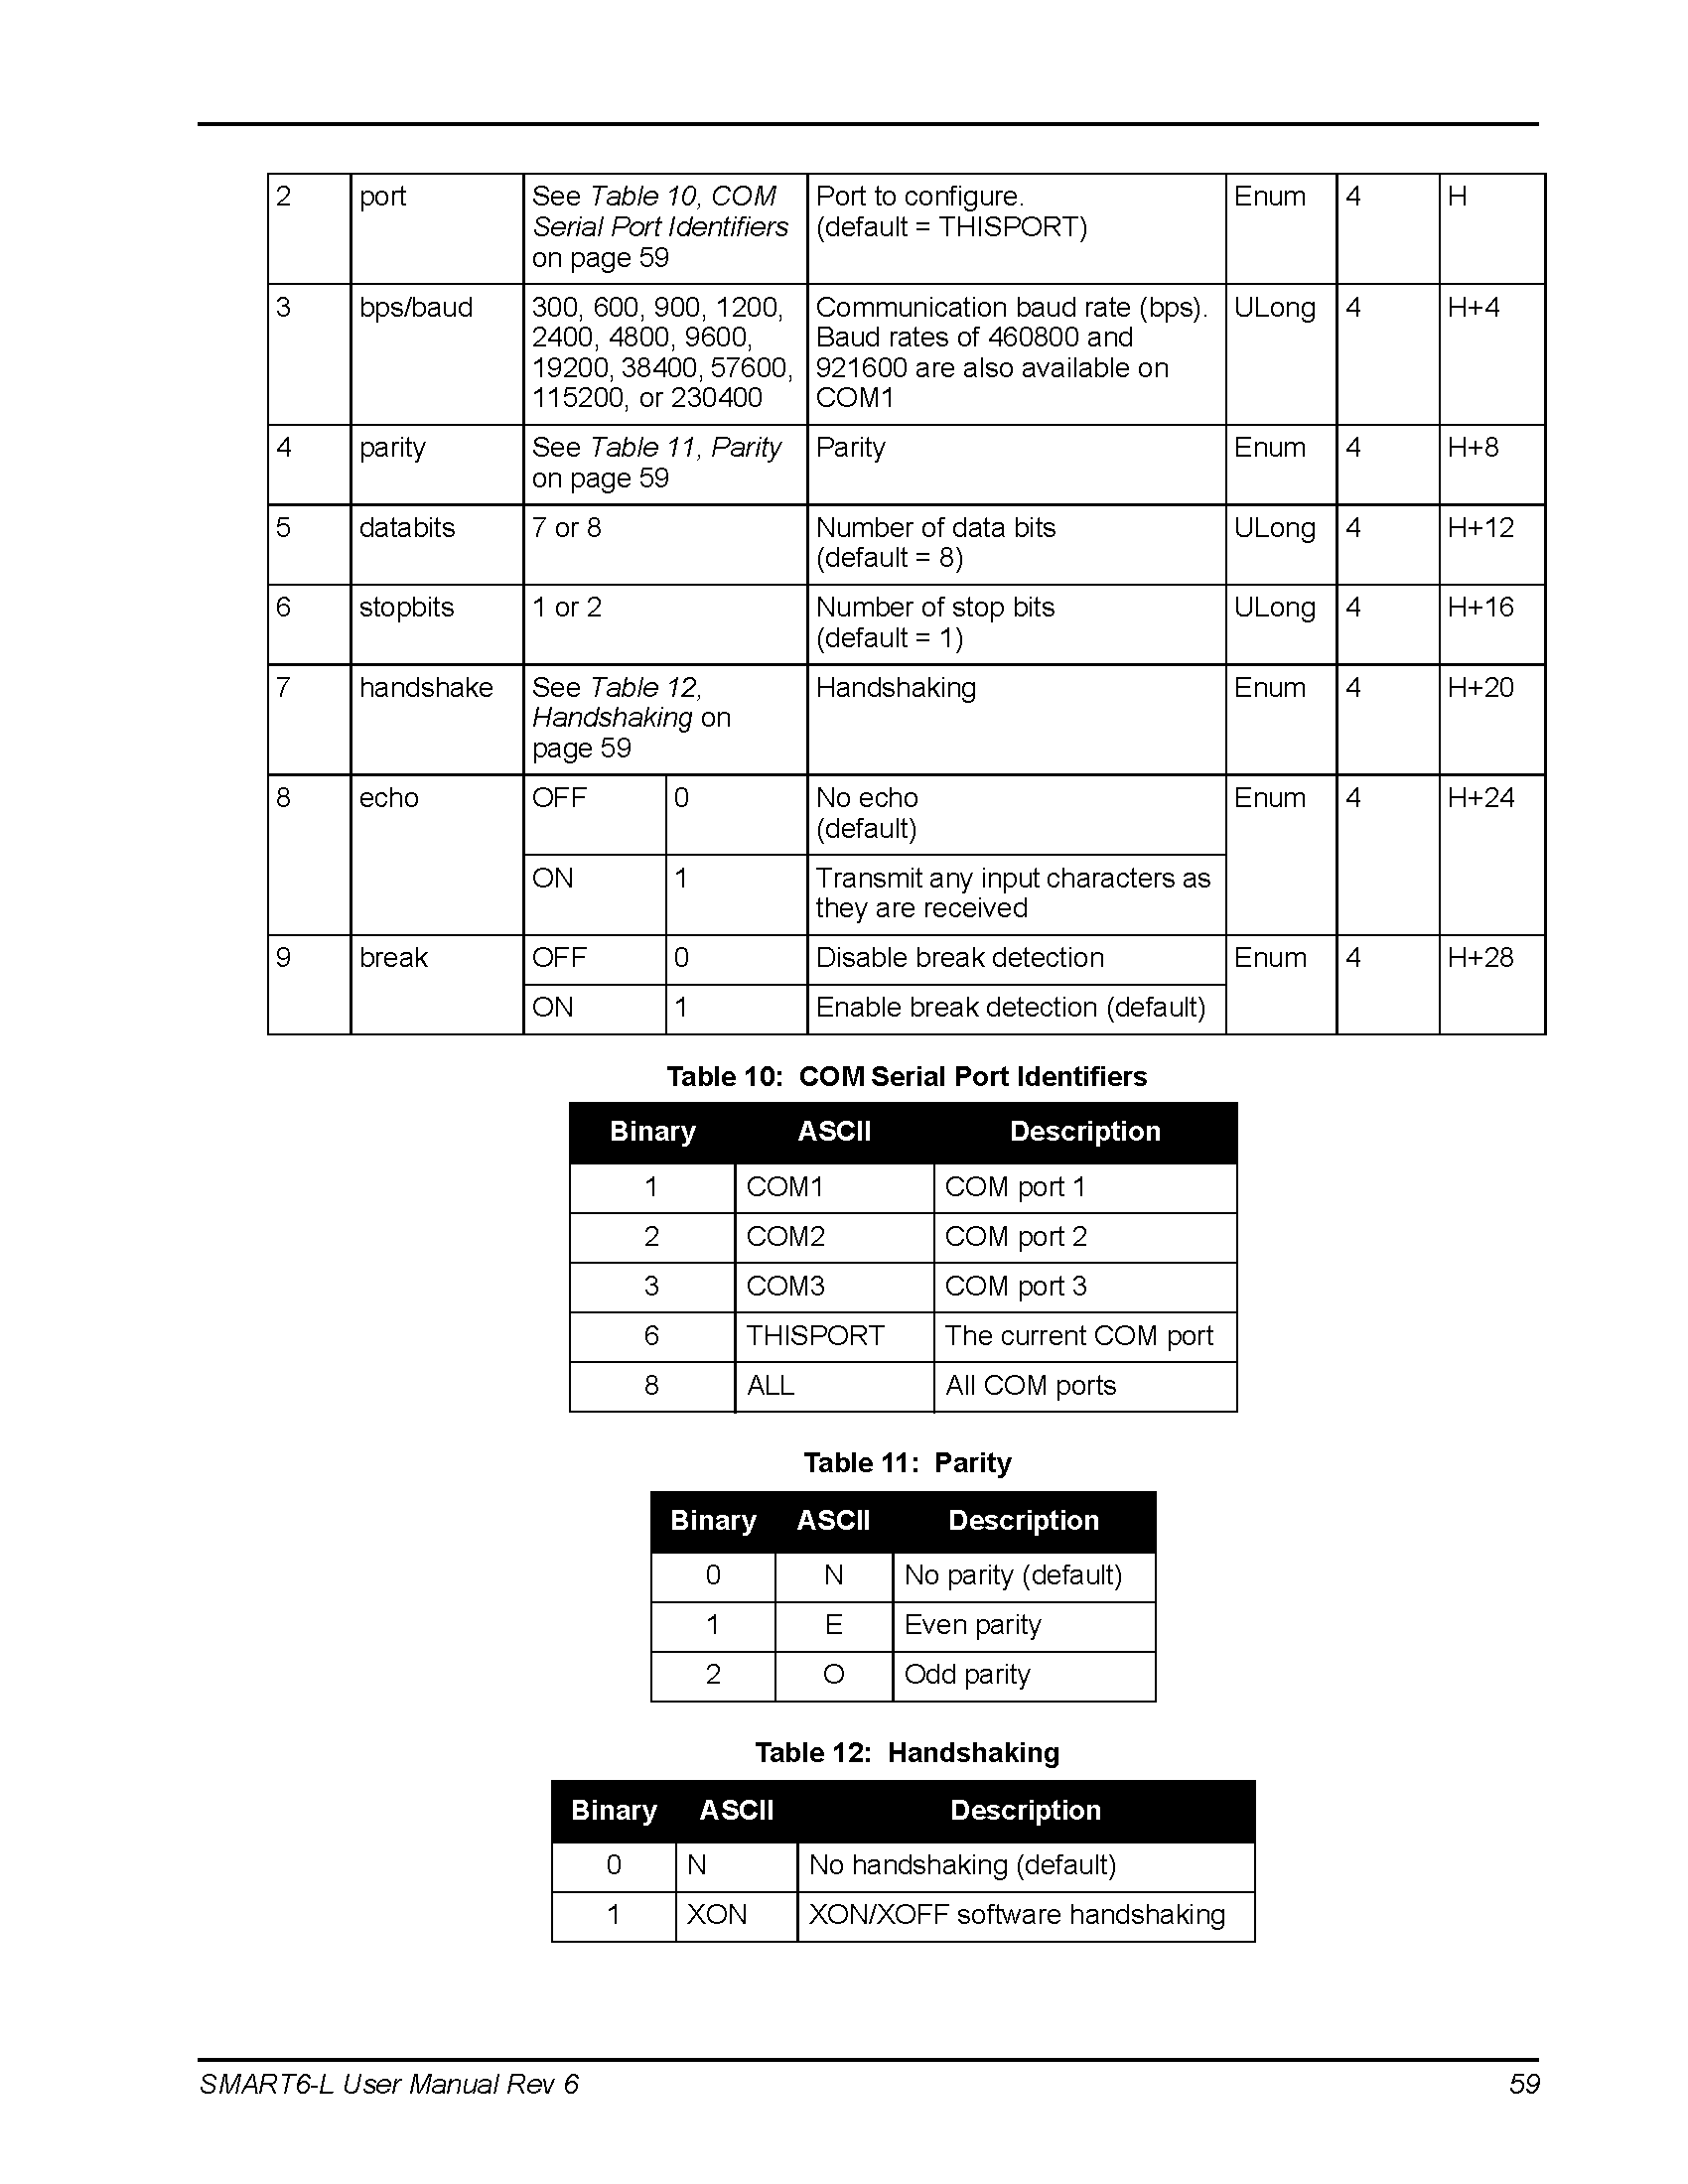 2 port See Table 10, COM Port to configure. Enum 4 H
Serial Port Identifiers (default = THISPORT)
on page 59
3 bps/baud 300, 600, 900, 1200, Communication baud rate (bps). ULong 4 H+4
2400, 4800, 9600, Baud rates of 460800 and
19200, 38400, 57600, 921600 are also available on
115200, or 230400 COM1
4 parity See Table 11, Parity Parity Enum 4 H+8
on page 59
5 databits 7 or 8 Number of data bits ULong 4 H+12
(default = 8)
6 stopbits 1 or 2 Number of stop bits ULong 4 H+16
(default = 1)
7 handshake See Table 12, Handshaking Enum 4 H+20
Handshaking on
page 59
8 echo OFF 0 No echo Enum 4 H+24
(default)
ON 1 Transmit any input characters as
they are received
9 break OFF 0 Disable break detection Enum 4 H+28
ON 1 Enable break detection (default)
Table 10: COM Serial Port Identifiers
Binary ASCII Description
1 COM1 COM port 1
2 COM2 COM port 2
3 COM3 COM port 3
6 THISPORT The current COM port
8 ALL All COM ports
Table 11: Parity
Binary ASCII Description
0 N No parity (default)
1 E Even parity
2 O Odd parity
Table 12: Handshaking
Binary ASCII Description
0 N No handshaking (default)
1 XON XON/XOFF software handshaking
SMART6-L User Manual Rev 6 59